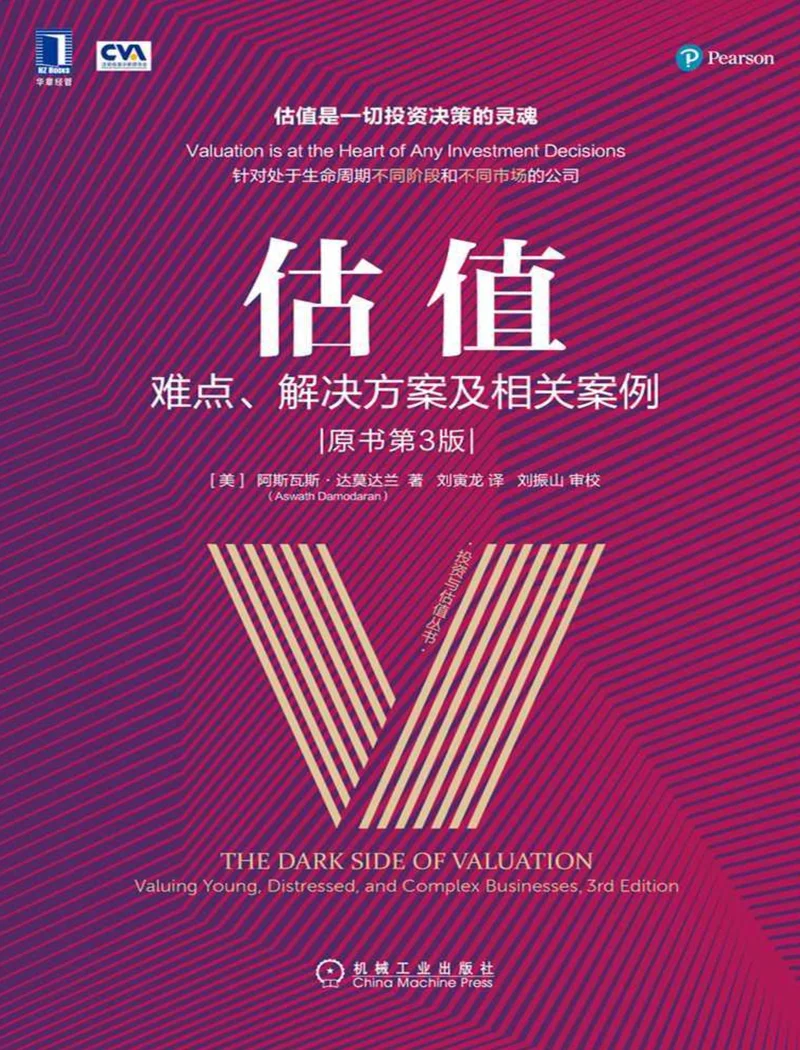 HZ Books
华章经管
CVA
Pearson
估值是一切投资决策的灵魂
Valuation is at the Heart of Any Investment Decisions
针对处于生命周期不同阶段和不同市场的公司
估值
难点、解决方案及相关案例
|原书第3版|
[美] 阿斯瓦斯·达莫达兰 著 刘寅龙 译 刘振山 审校
(Aswath Damodaran)
·投资与估值丛书·
THE DARK SIDE OF VALUATION
Valuing Young, Distressed, and Complex Businesses, 3rd Edition
机械工业出版社
China Machine Press